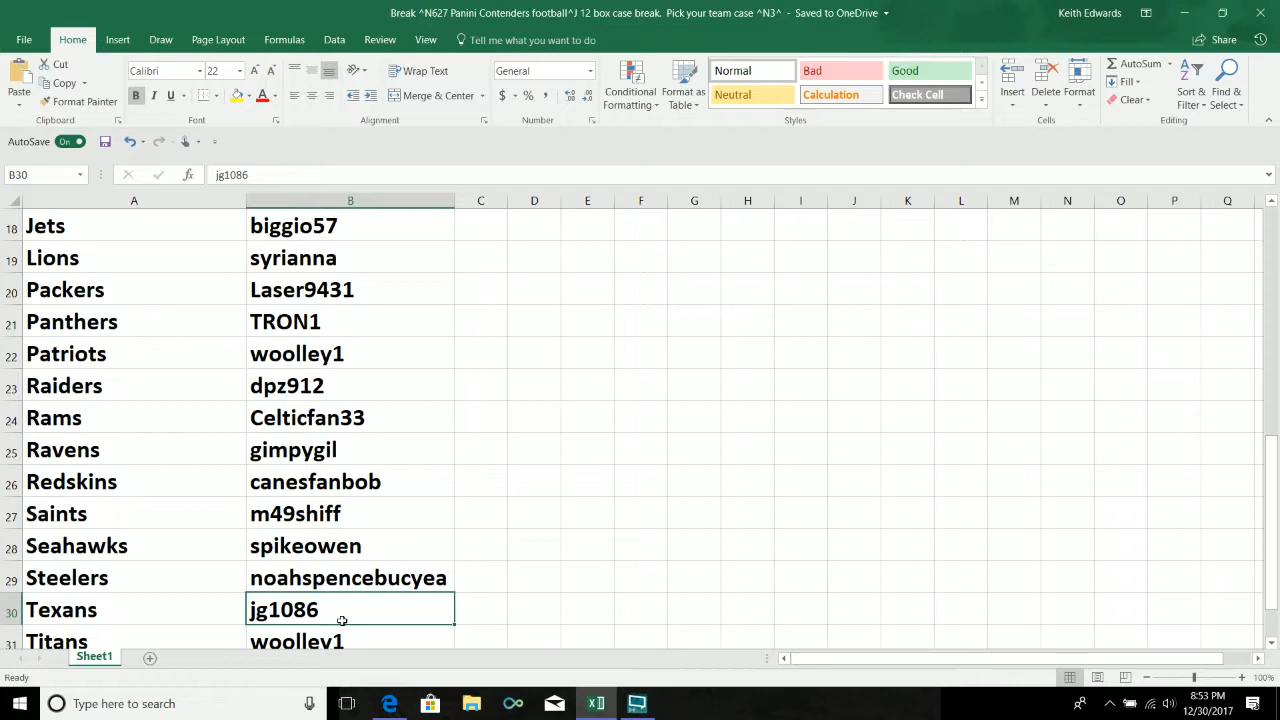 Break ^N627 Panini Contenders football^J 12 box case break. Pick your team case ^N3^ - Saved to OneDrive
Keith Edwards
File Home Insert Draw Page Layout Formulas Data Review View Tell me what you want to do Share
Paste Cut Copy Format Painter Clipboard
Calibri 22 B I U Font
Wrap Text Merge & Center Alignment
General $ % , Number
Conditional Formatting Format as Table
Normal Bad Good
Neutral Calculation Check Cell
Styles
Insert Delete Format Cells
AutoSum Fill Clear Sort & Filter Find & Select Editing
AutoSave On
B30 fx jg1086
A B C D E F G H I J K L M N O P Q
18 Jets biggio57
19 Lions syrianna
20 Packers Laser9431
21 Panthers TRON1
22 Patriots woolley1
23 Raiders dpz912
24 Rams Celticfan33
25 Ravens gimpygil
26 Redskins canesfanbob
27 Saints m49shiff
28 Seahawks spikeowen
29 Steelers noahspencebucyea
30 Texans jg1086
31 Titans woolley1
Sheet1
Ready 100%
Type here to search
8:53 PM
12/30/2017